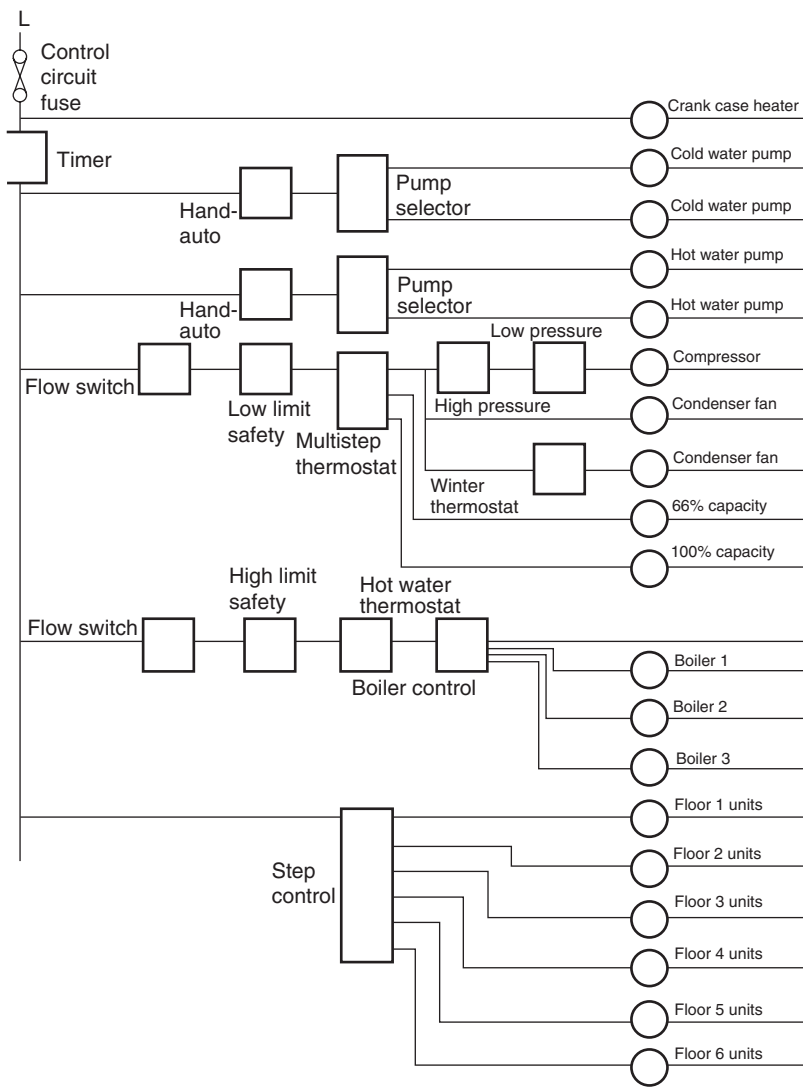 L
Control
circuit
fuse
Crank case heater
Timer
Cold water pump
Pump
selector
Hand-
auto
Cold water pump
Hot water pump
Pump
selector
Hand-
auto
Hot water pump
Low pressure
Compressor
Flow switch
High pressure
Low limit
safety
Multistep
thermostat
Condenser fan
Condenser fan
Winter
thermostat
66% capacity
100% capacity
High limit
safety
Hot water
thermostat
Flow switch
Boiler control
Boiler 1
Boiler 2
Boiler 3
Floor 1 units
Step
control
Floor 2 units
Floor 3 units
Floor 4 units
Floor 5 units
Floor 6 units